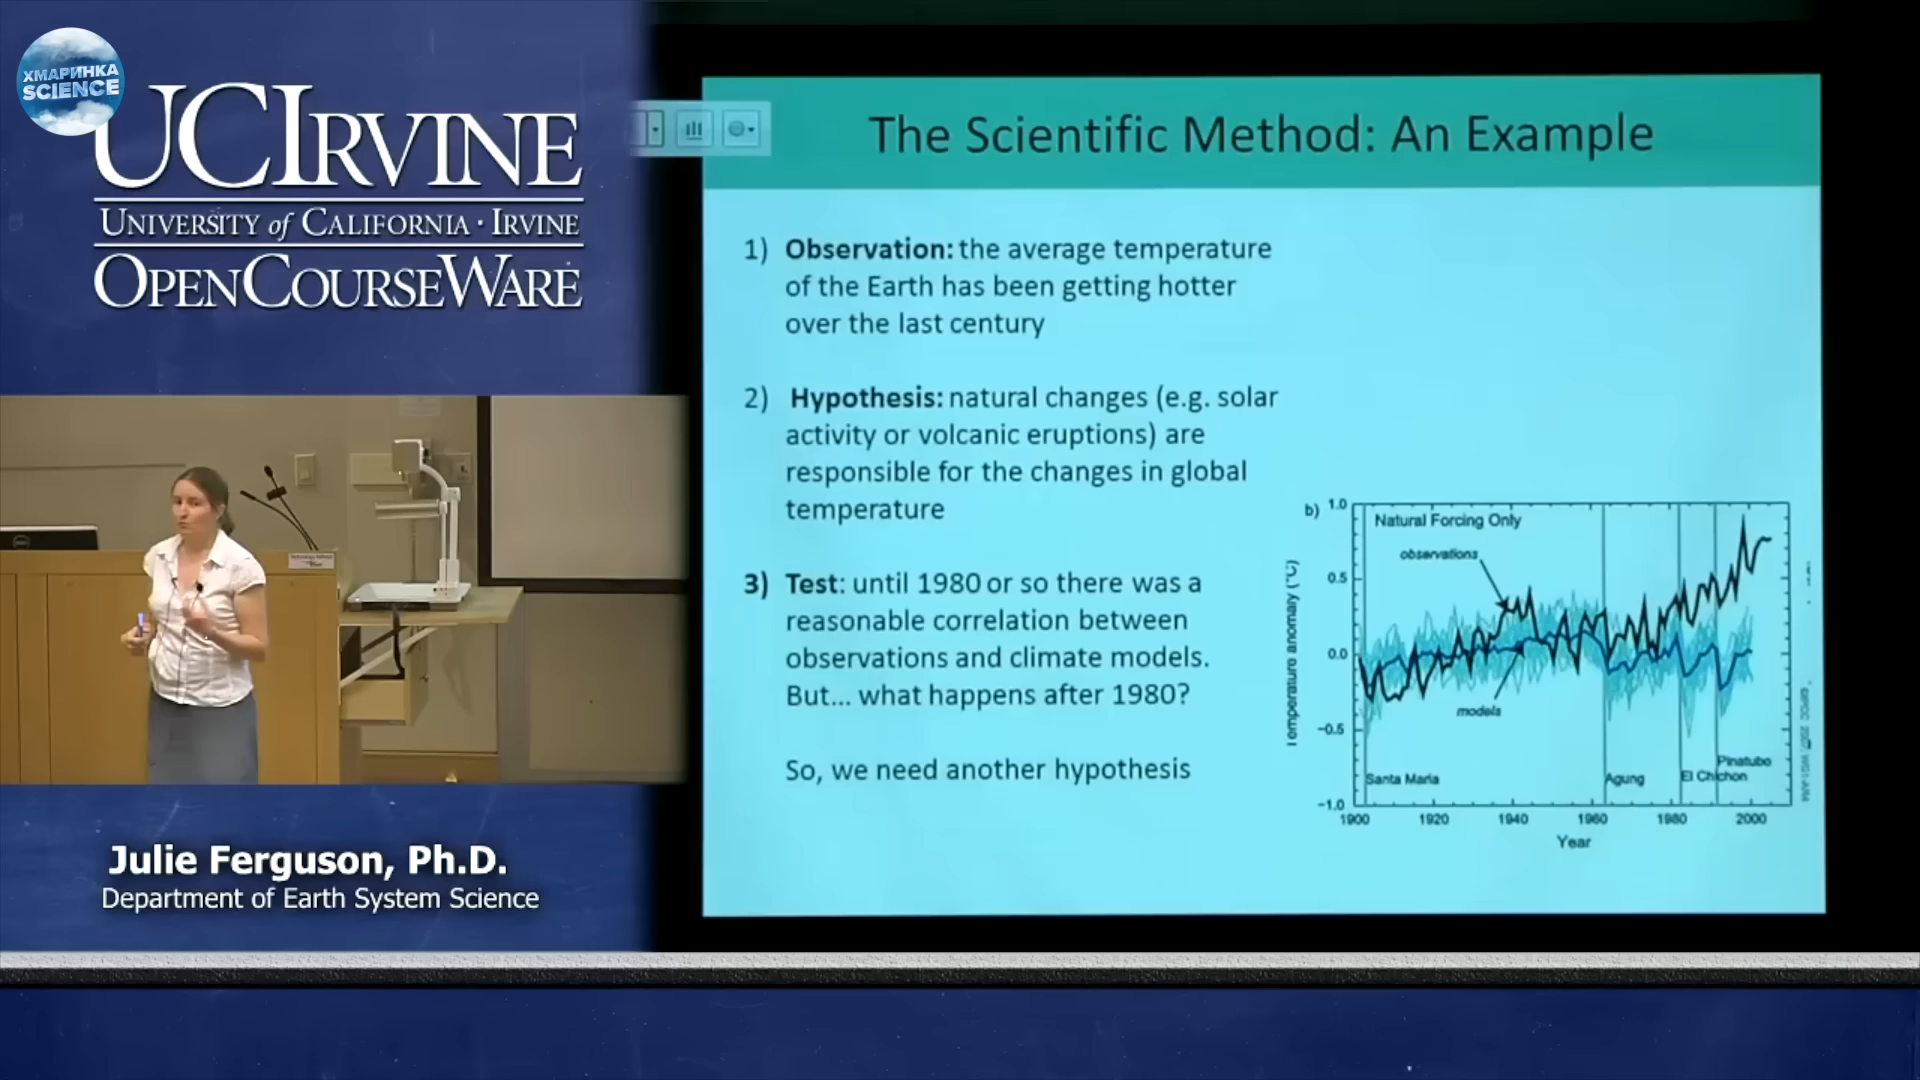 ХМАРИНКА
SCIENCE
UCIRVINE
UNIVERSITY of CALIFORNIA · IRVINE
OPENCOURSEWARE
The Scientific Method: An Example
1) Observation: the average temperature
of the Earth has been getting hotter
over the last century
2) Hypothesis: natural changes (e.g. solar
activity or volcanic eruptions) are
responsible for the changes in global
temperature
3) Test: until 1980 or so there was a
reasonable correlation between
observations and climate models.
But... what happens after 1980?
So, we need another hypothesis
b)
Natural Forcing Only
observations
models
Temperature anomaly (°C)
1.0
0.5
0.0
−0.5
−1.0
Santa Maria
Agung
El Chichon
Pinatubo
1900 1920 1940 1960 1980 2000
Year
Julie Ferguson, Ph.D.
Department of Earth System Science